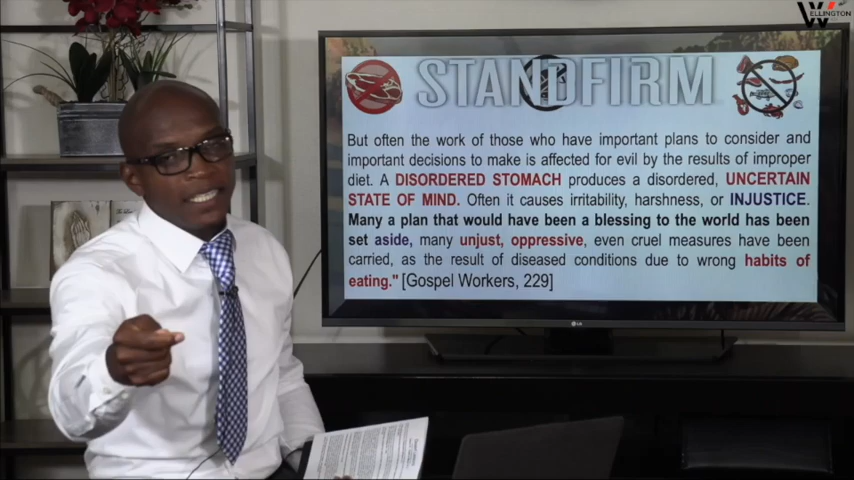 WELLINGTON
STANDFIRM
But often the work of those who have important plans to consider and
important decisions to make is affected for evil by the results of improper
diet. A DISORDERED STOMACH produces a disordered, UNCERTAIN
STATE OF MIND. Often it causes irritability, harshness, or INJUSTICE.
Many a plan that would have been a blessing to the world has been
set aside, many unjust, oppressive, even cruel measures have been
carried, as the result of diseased conditions due to wrong habits of
eating." [Gospel Workers, 229]
LG